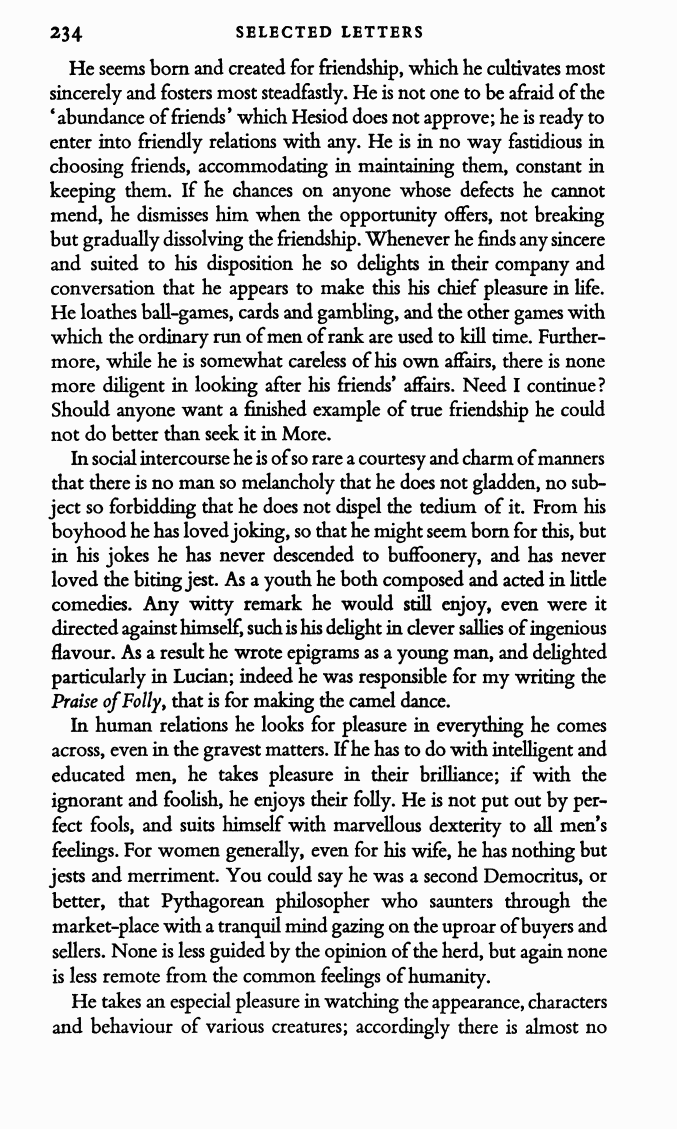 234 SELECTED LETTERS
He seems born and created for friendship, which he cultivates most
sincerely and fosters most steadfastly. He is not one to be afraid of the
‘abundance of friends’ which Hesiod does not approve; he is ready to
enter into friendly relations with any. He is in no way fastidious in
choosing friends, accommodating in maintaining them, constant in
keeping them. If he chances on anyone whose defects he cannot
mend, he dismisses him when the opportunity offers, not breaking
but gradually dissolving the friendship. Whenever he finds any sincere
and suited to his disposition he so delights in their company and
conversation that he appears to make this his chief pleasure in life.
He loathes ball-games, cards and gambling, and the other games with
which the ordinary run of men of rank are used to kill time. Further-
more, while he is somewhat careless of his own affairs, there is none
more diligent in looking after his friends’ affairs. Need I continue?
Should anyone want a finished example of true friendship he could
not do better than seek it in More.
In social intercourse he is of so rare a courtesy and charm of manners
that there is no man so melancholy that he does not gladden, no sub-
ject so forbidding that he does not dispel the tedium of it. From his
boyhood he has loved joking, so that he might seem born for this, but
in his jokes he has never descended to buffoonery, and has never
loved the biting jest. As a youth he both composed and acted in little
comedies. Any witty remark he would still enjoy, even were it
directed against himself, such is his delight in clever sallies of ingenious
flavour. As a result he wrote epigrams as a young man, and delighted
particularly in Lucian; indeed he was responsible for my writing the
Praise of Folly, that is for making the camel dance.
In human relations he looks for pleasure in everything he comes
across, even in the gravest matters. If he has to do with intelligent and
educated men, he takes pleasure in their brilliance; if with the
ignorant and foolish, he enjoys their folly. He is not put out by per-
fect fools, and suits himself with marvellous dexterity to all men’s
feelings. For women generally, even for his wife, he has nothing but
jests and merriment. You could say he was a second Democritus, or
better, that Pythagorean philosopher who saunters through the
market-place with a tranquil mind gazing on the uproar of buyers and
sellers. None is less guided by the opinion of the herd, but again none
is less remote from the common feelings of humanity.
He takes an especial pleasure in watching the appearance, characters
and behaviour of various creatures; accordingly there is almost no